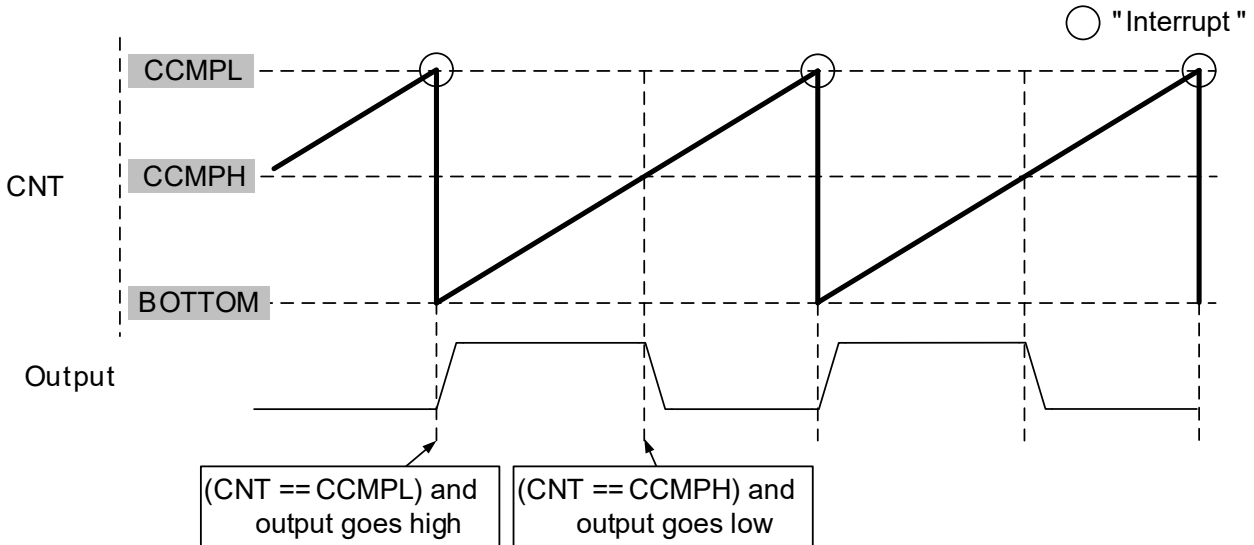 "Interrupt"
CCMPL
CNT
CCMPH
BOTTOM
Output
(CNT == CCMPL) and
output goes high
(CNT == CCMPH) and
output goes low